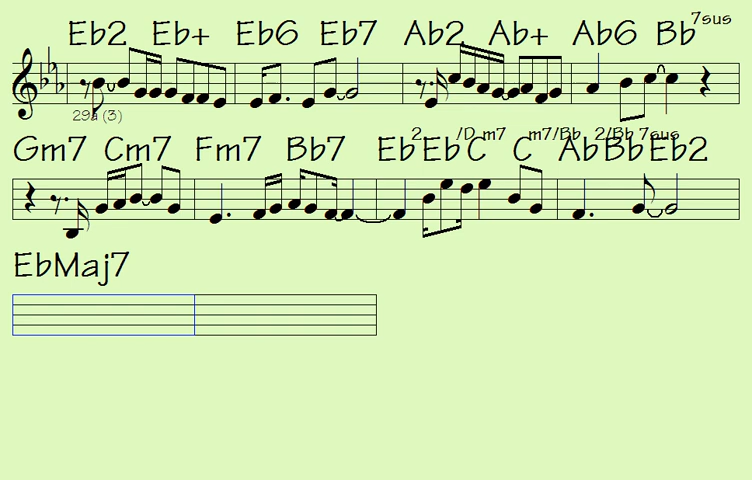 Eb2 Eb+ Eb6 Eb7 Ab2 Ab+ Ab6 Bb7sus
29a (3)
Gm7 Cm7 Fm7 Bb7 Eb2 Eb/D Cm7 Cm7/Bb Ab2/Bb Bb7sus Eb2
EbMaj7